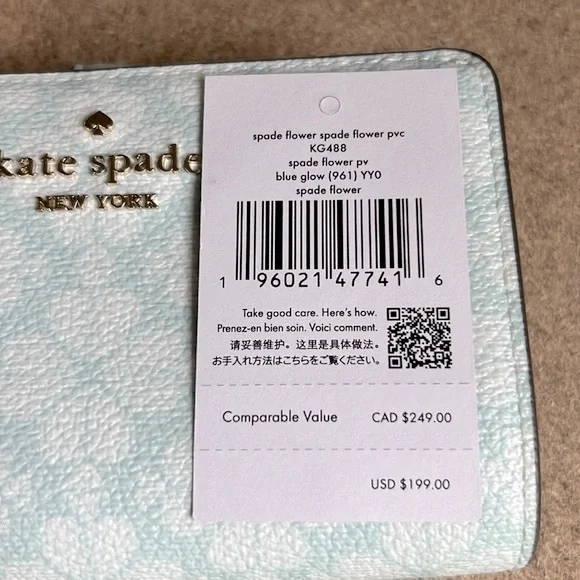 kate spade
NEW YORK
spade flower spade flower pvc
KG488
spade flower pv
blue glow (961) YY0
spade flower
1 96021 47741 6
Take good care. Here's how.
Prenez-en bien soin. Voici comment.
请妥善维护。这里是具体做法。
お手入れ方法はこちらをご覧ください。
Comparable Value CAD $249.00
USD $199.00